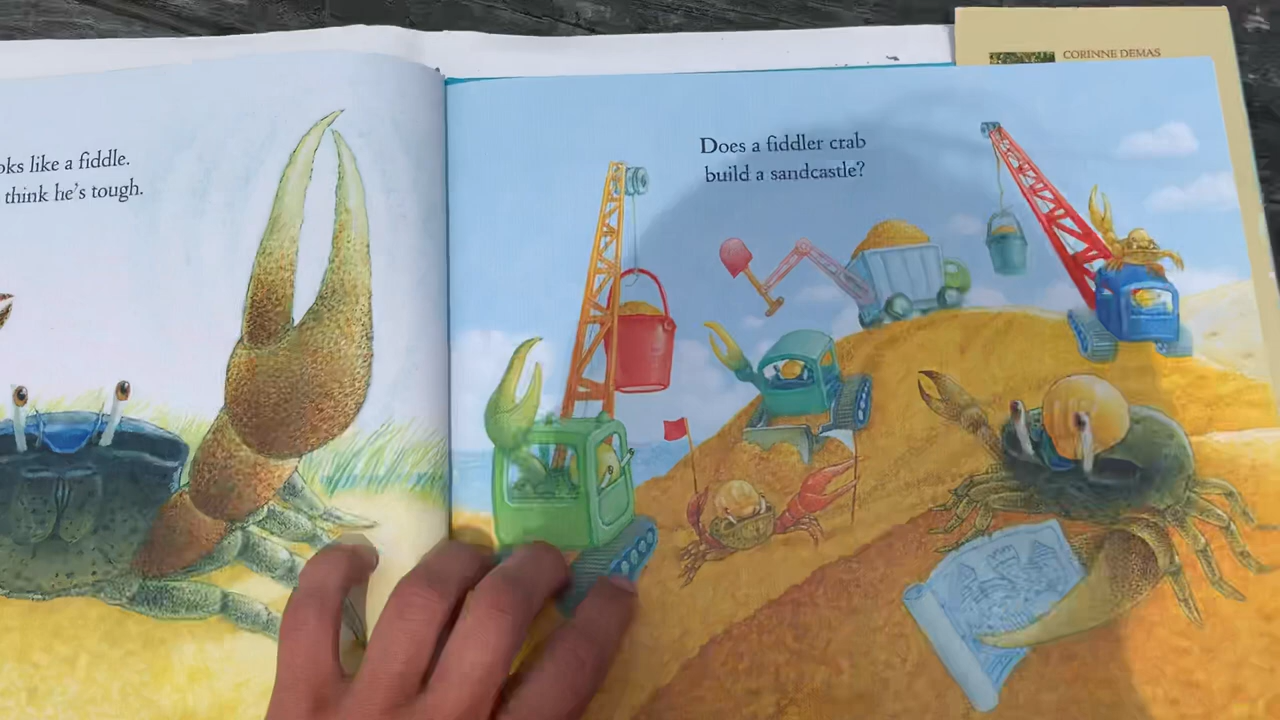 oks like a fiddle.
think he's tough.
Does a fiddler crab
build a sandcastle?
CORINNE DEMAS